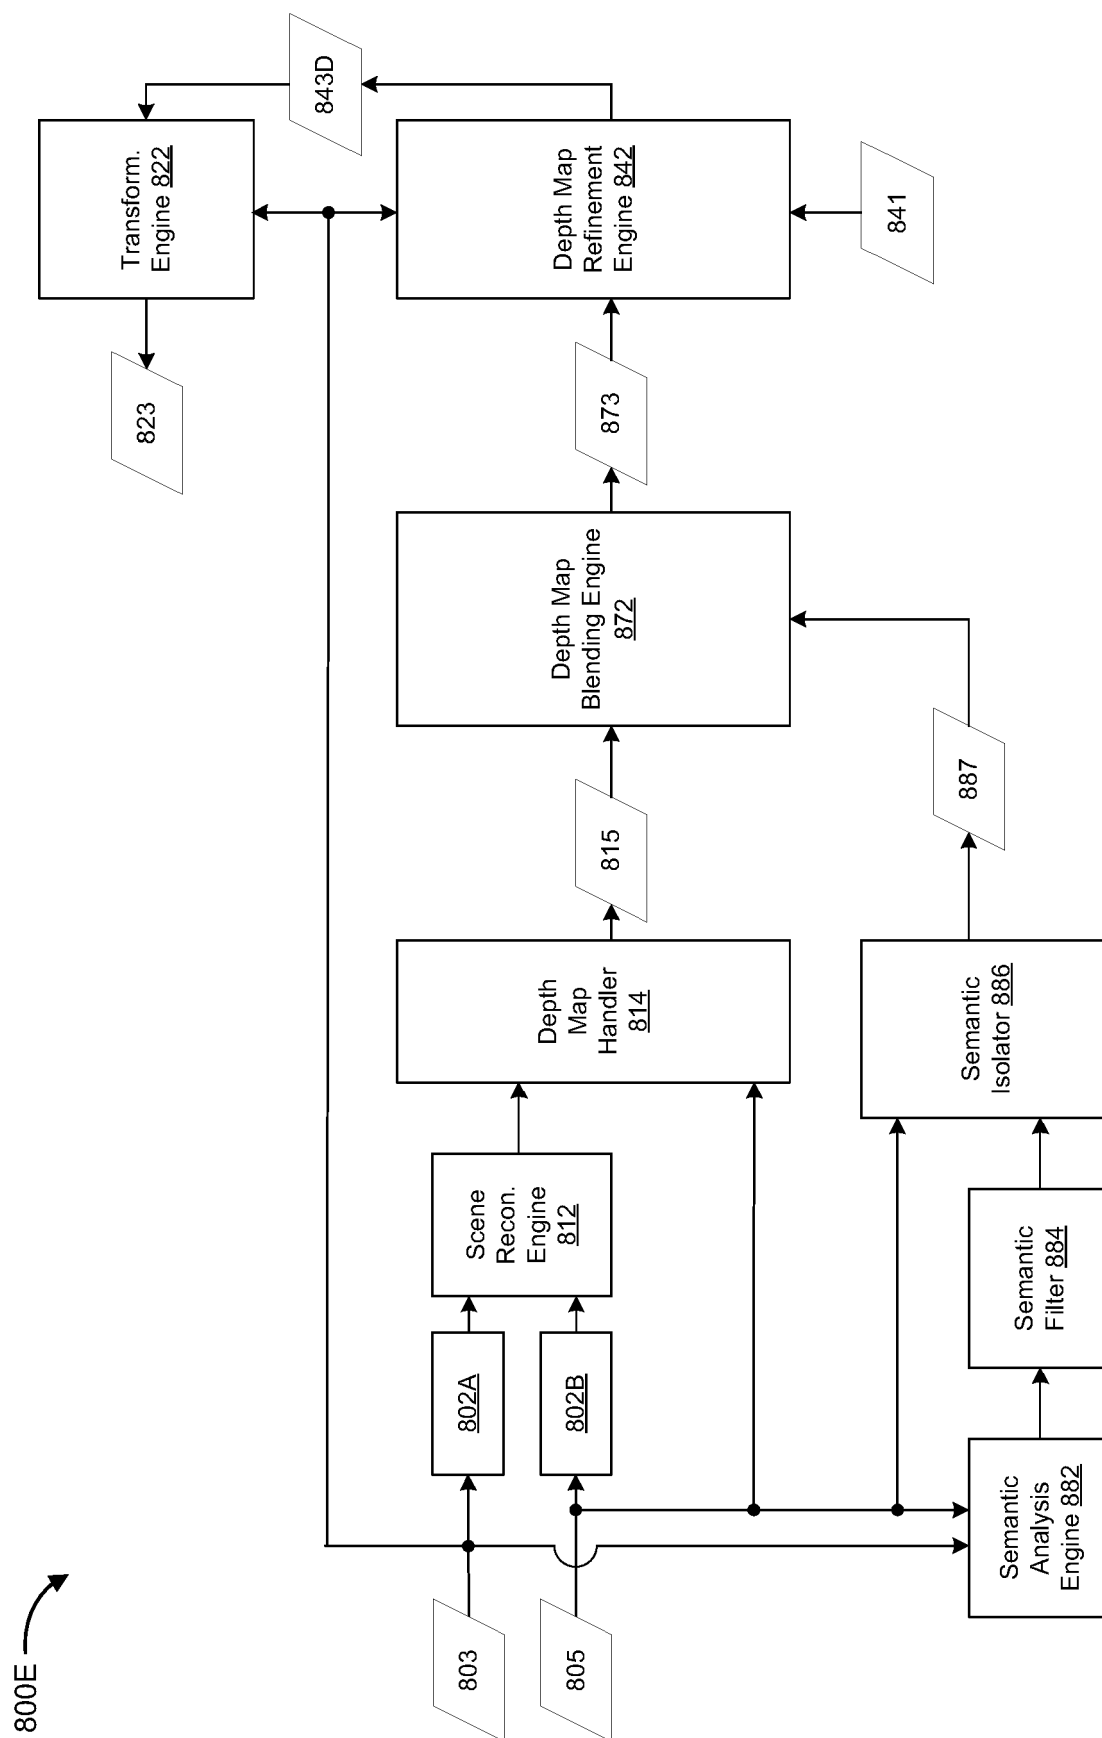 800E
803
805
802A
802B
Scene
Recon.
Engine
812
Depth
Map
Handler
814
815
Depth Map
Blending Engine
872
873
Depth Map
Refinement
Engine 842
841
843D
Transform.
Engine 822
823
Semantic
Analysis
Engine 882
Semantic
Filter 884
Semantic
Isolator 886
887